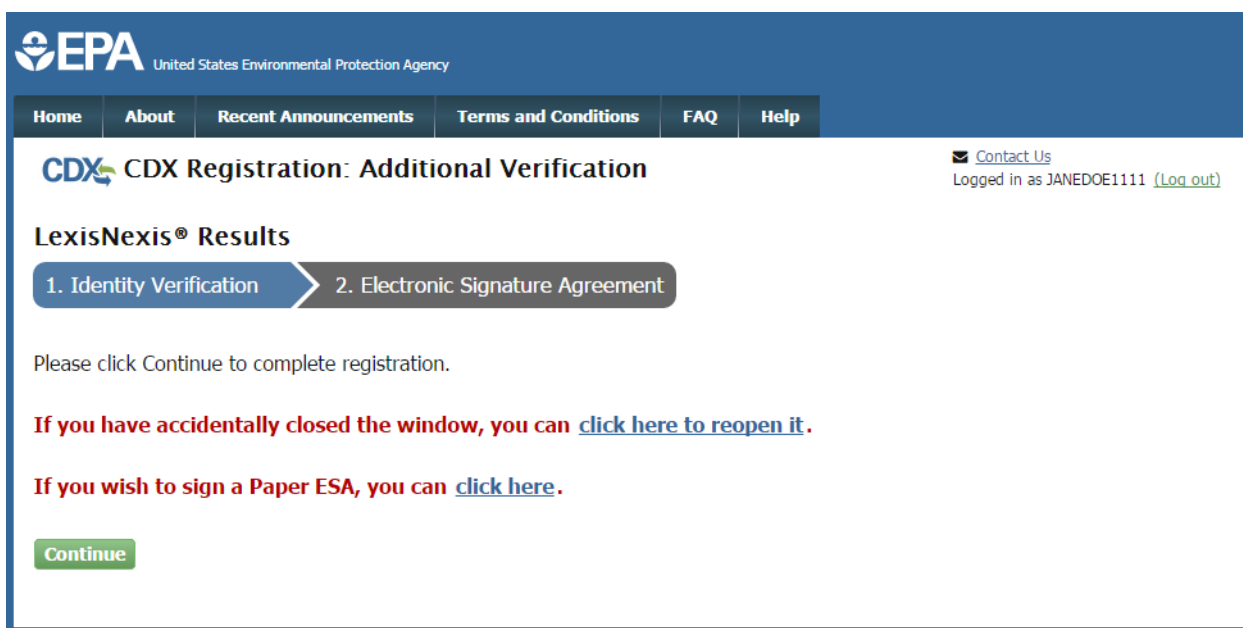 EPA United States Environmental Protection Agency
Home About Recent Announcements Terms and Conditions FAQ Help
CDX CDX Registration: Additional Verification
Contact Us
Logged in as JANEDOE1111 (Log out)
LexisNexis® Results
1. Identity Verification 2. Electronic Signature Agreement
Please click Continue to complete registration.
If you have accidentally closed the window, you can click here to reopen it.
If you wish to sign a Paper ESA, you can click here.
Continue